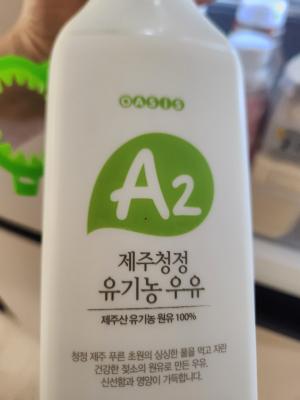 OASIS
A2
제주청정
유기농 우유
제주산 유기농 원유 100%
청정 제주 푸른 초원의 싱싱한 풀을 먹고 자란
건강한 젖소의 원유로 만든 우유.
신선함과 영양이 가득합니다.